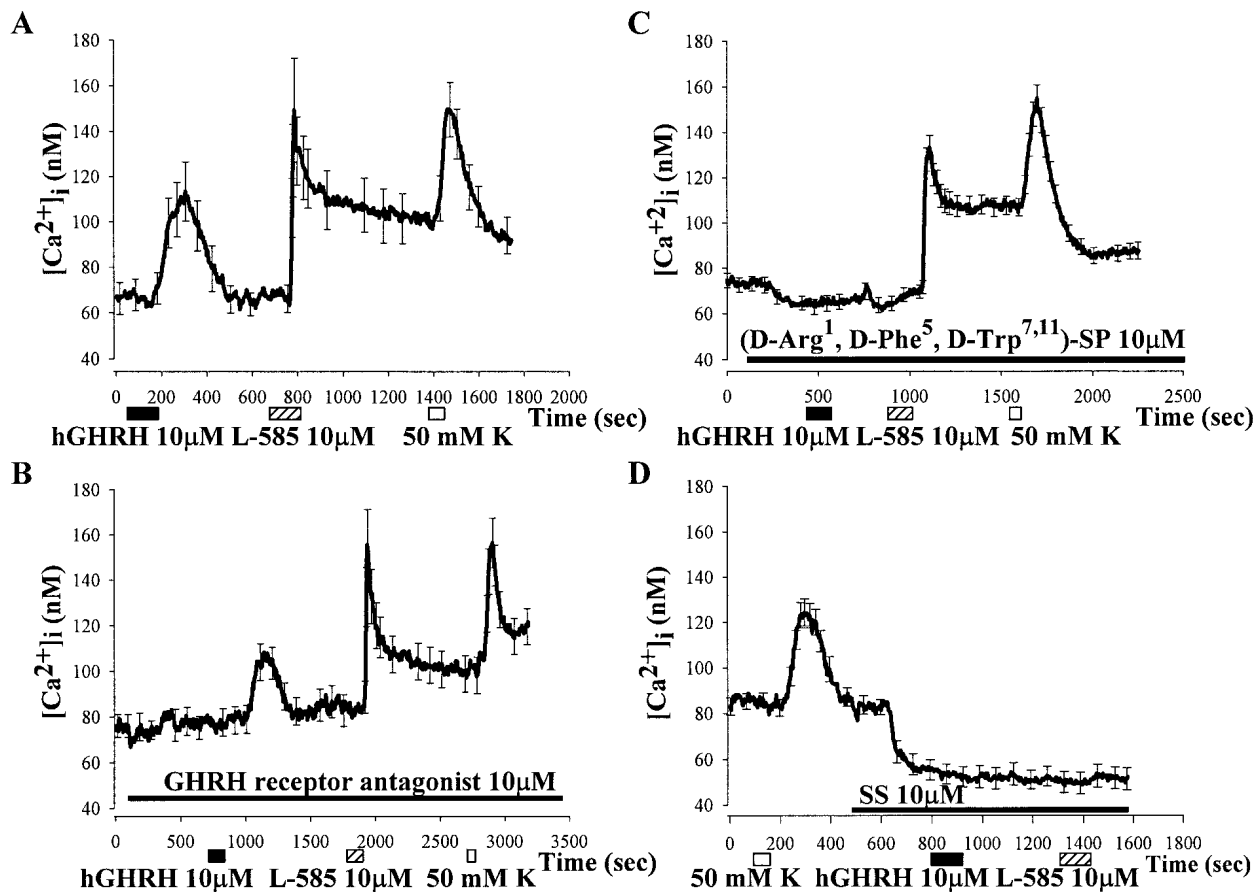 A
[Ca²⁺]ᵢ (nM)
180
160
140
120
100
80
60
40
0 200 400 600 800 1000 1200 1400 1600 1800 2000
Time (sec)
hGHRH 10μM L-585 10μM 50 mM K
B
[Ca²⁺]ᵢ (nM)
180
160
140
120
100
80
60
40
GHRH receptor antagonist 10μM
0 500 1000 1500 2000 2500 3000 3500
Time (sec)
hGHRH 10μM L-585 10μM 50 mM K
C
[Ca⁺²]ᵢ (nM)
180
160
140
120
100
80
60
40
(D-Arg¹, D-Phe⁵, D-Trp⁷,¹¹)-SP 10μM
0 500 1000 1500 2000 2500
Time (sec)
hGHRH 10μM L-585 10μM 50 mM K
D
[Ca²⁺]ᵢ (nM)
180
160
140
120
100
80
60
40
SS 10μM
0 200 400 600 800 1000 1200 1400 1600 1800
Time (sec)
50 mM K hGHRH 10μM L-585 10μM